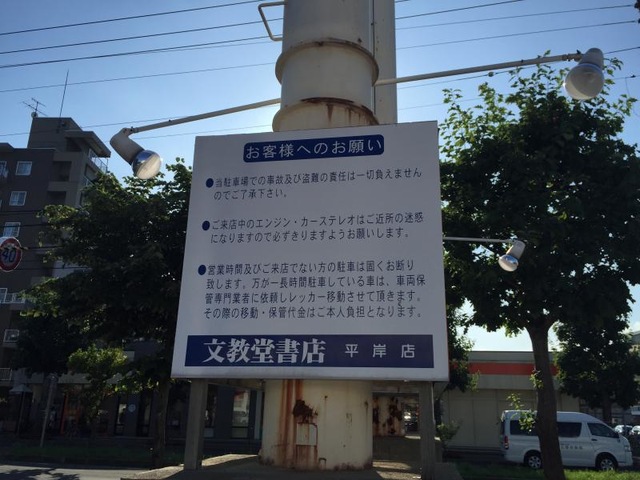 お客様へのお願い
●当駐車場での事故及び盗難の責任は一切負えません
のでご了承下さい。
●ご来店中のエンジン・カーステレオはご近所の迷惑
になりますので必ずきりますようお願いします。
●営業時間及びご来店でない方の駐車は固くお断り
致します。万が一長時間駐車している車は、車両保
管専門業者に依頼しレッカー移動させて頂きます。
その際の移動・保管代金はご本人負担となります。
文教堂書店 平岸店
40